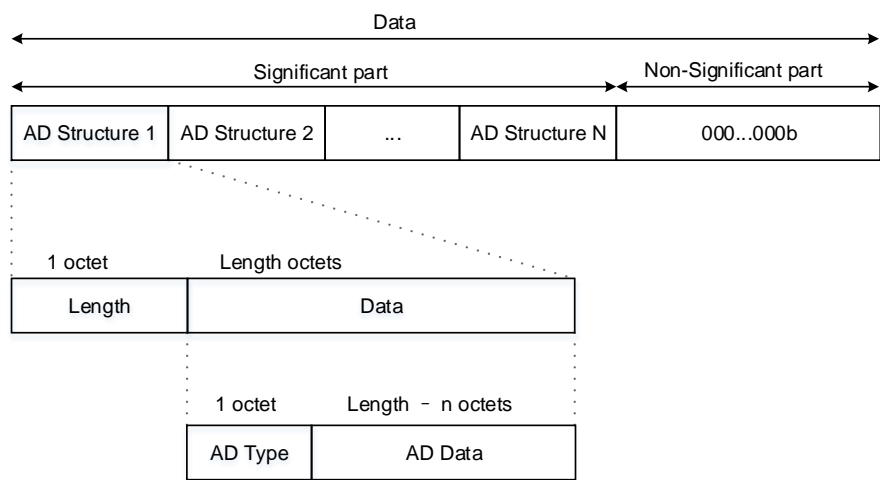 Data
Significant part
Non-Significant part
AD Structure 1
AD Structure 2
...
AD Structure N
000...000b
1 octet
Length octets
Length
Data
1 octet
Length - n octets
AD Type
AD Data